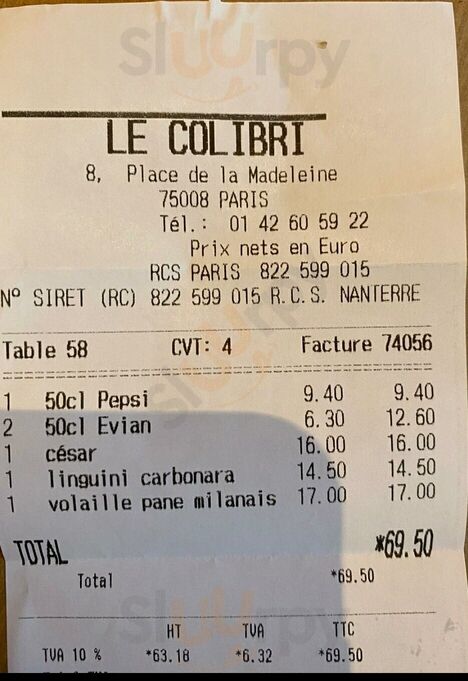 Slurrpy
LE COLIBRI
8, Place de la Madeleine
75008 PARIS
Tél.: 01 42 60 59 22
Prix nets en Euro
RCS PARIS 822 599 015
N° SIRET (RC) 822 599 015 R.C.S. NANTERRE
Table 58 CVT: 4 Facture 74056
1 50cl Pepsi 9.40 9.40
2 50cl Evian 6.30 12.60
1 césar 16.00 16.00
1 linguini carbonara 14.50 14.50
1 volaille pane milanais 17.00 17.00
TOTAL *69.50
Total *69.50
HT TVA TTC
TVA 10 % *63.18 *6.32 *69.50